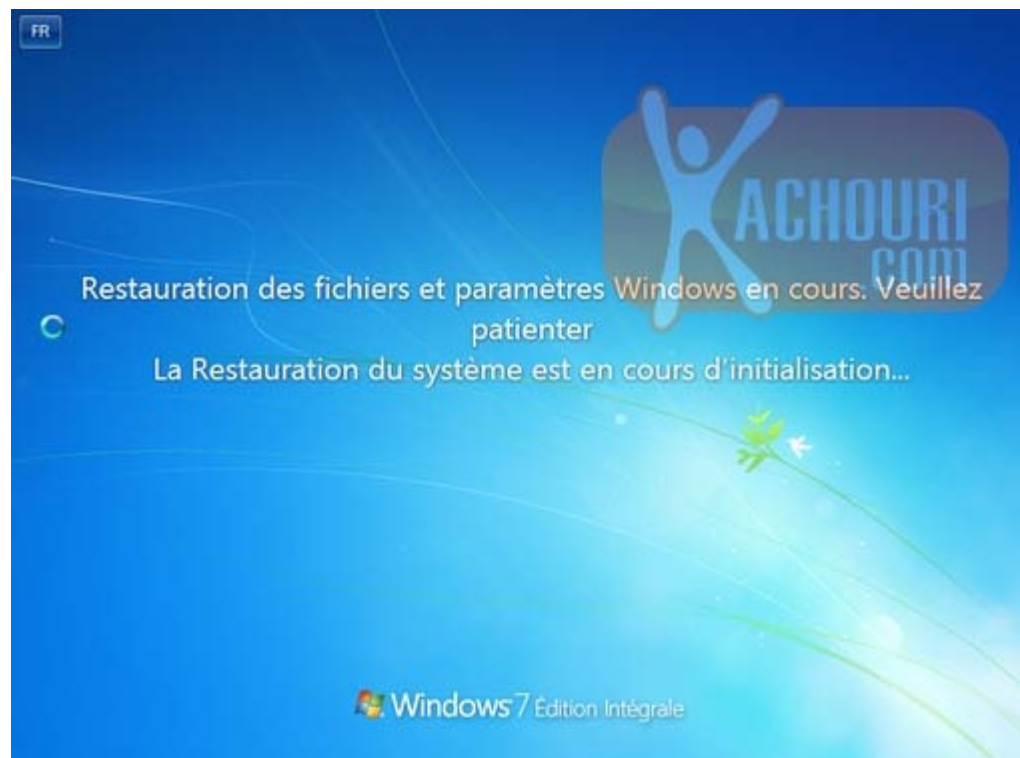 FR
KACHOURI
.com
Restauration des fichiers et paramètres Windows en cours. Veuillez
patienter
La Restauration du système est en cours d'initialisation...
Windows 7 Édition Intégrale